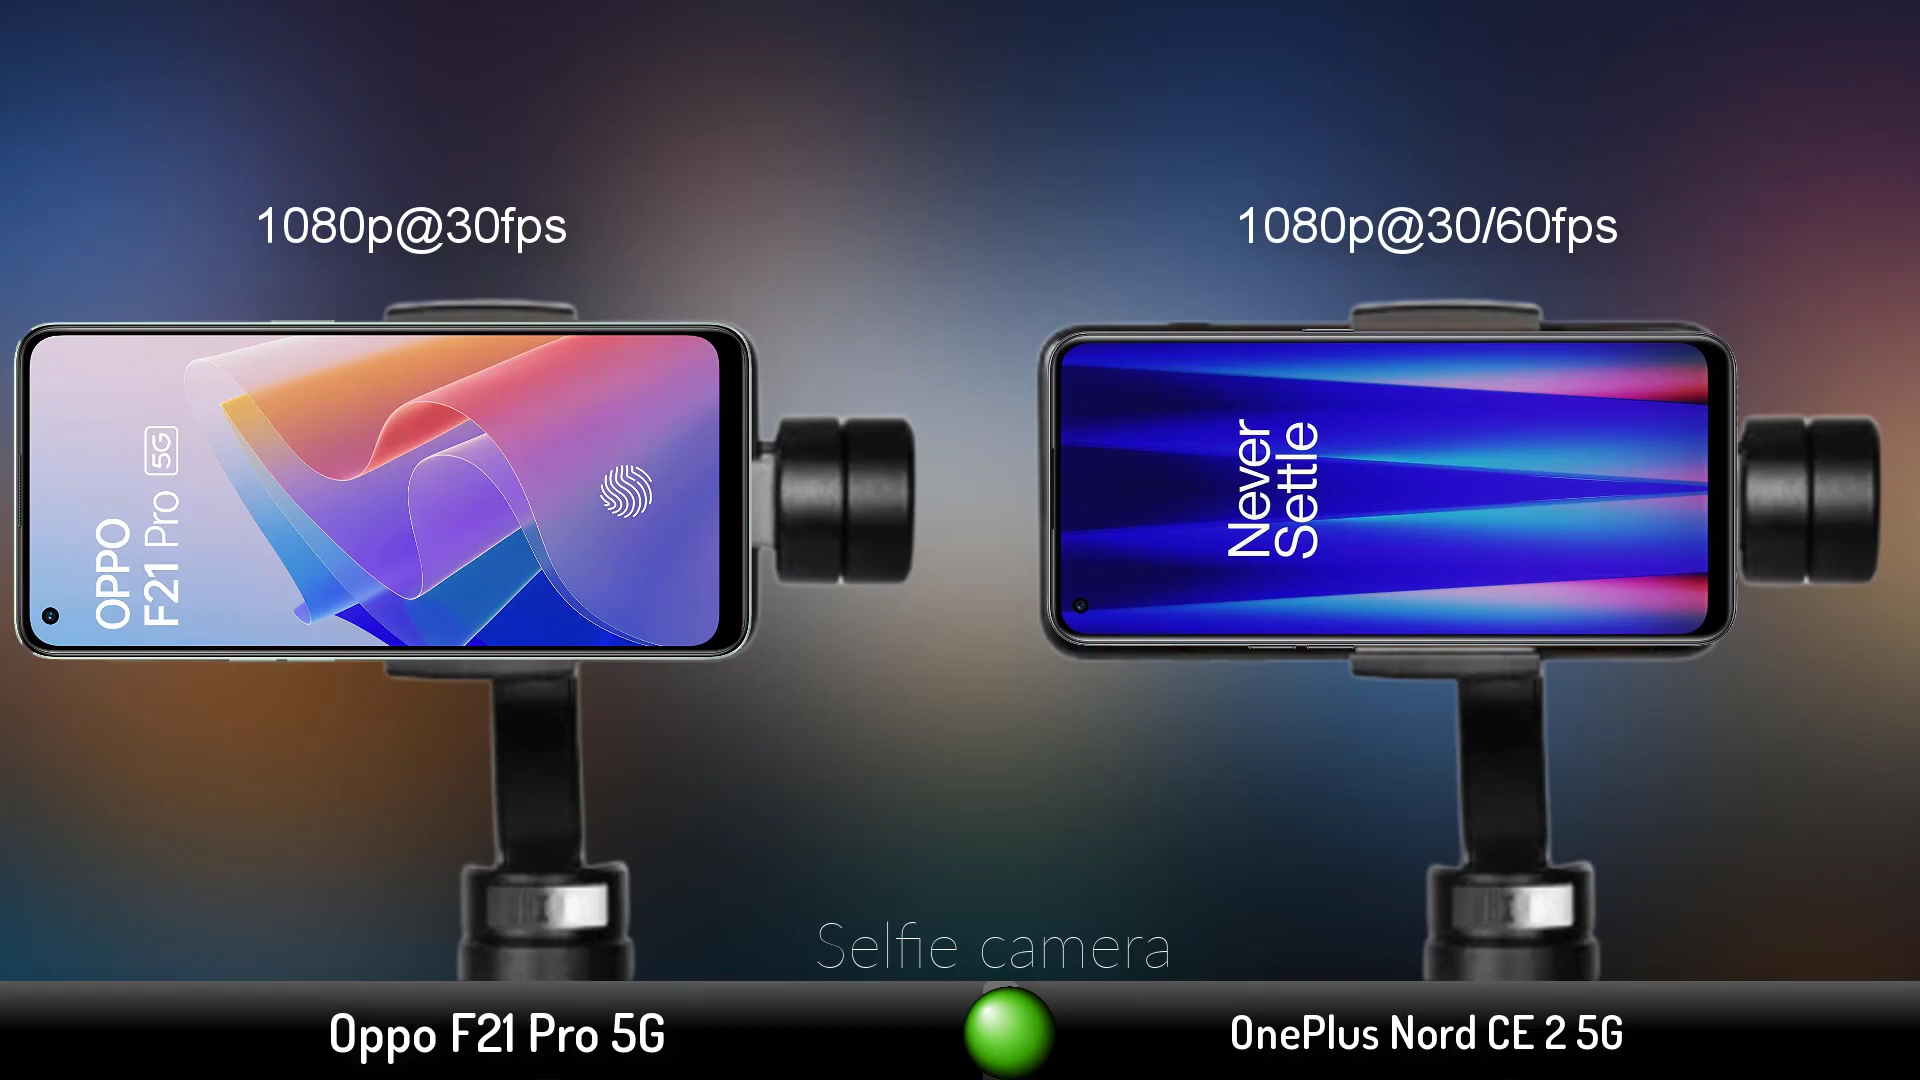 1080p@30fps
1080p@30/60fps
OPPO
F21 Pro 5G
Never
Settle
Selfie camera
Oppo F21 Pro 5G
OnePlus Nord CE 2 5G